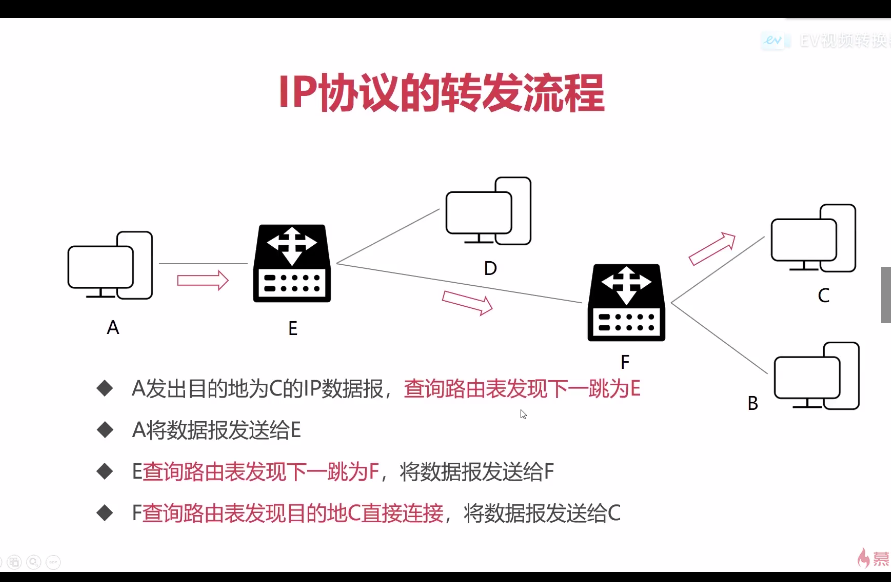 EV视频转换
IP协议的转发流程
D
C
A
E
F
B
◆ A发出目的地为C的IP数据报，查询路由表发现下一跳为E
◆ A将数据报发送给E
◆ E查询路由表发现下一跳为F，将数据报发送给F
◆ F查询路由表发现目的地C直接连接，将数据报发送给C
慕